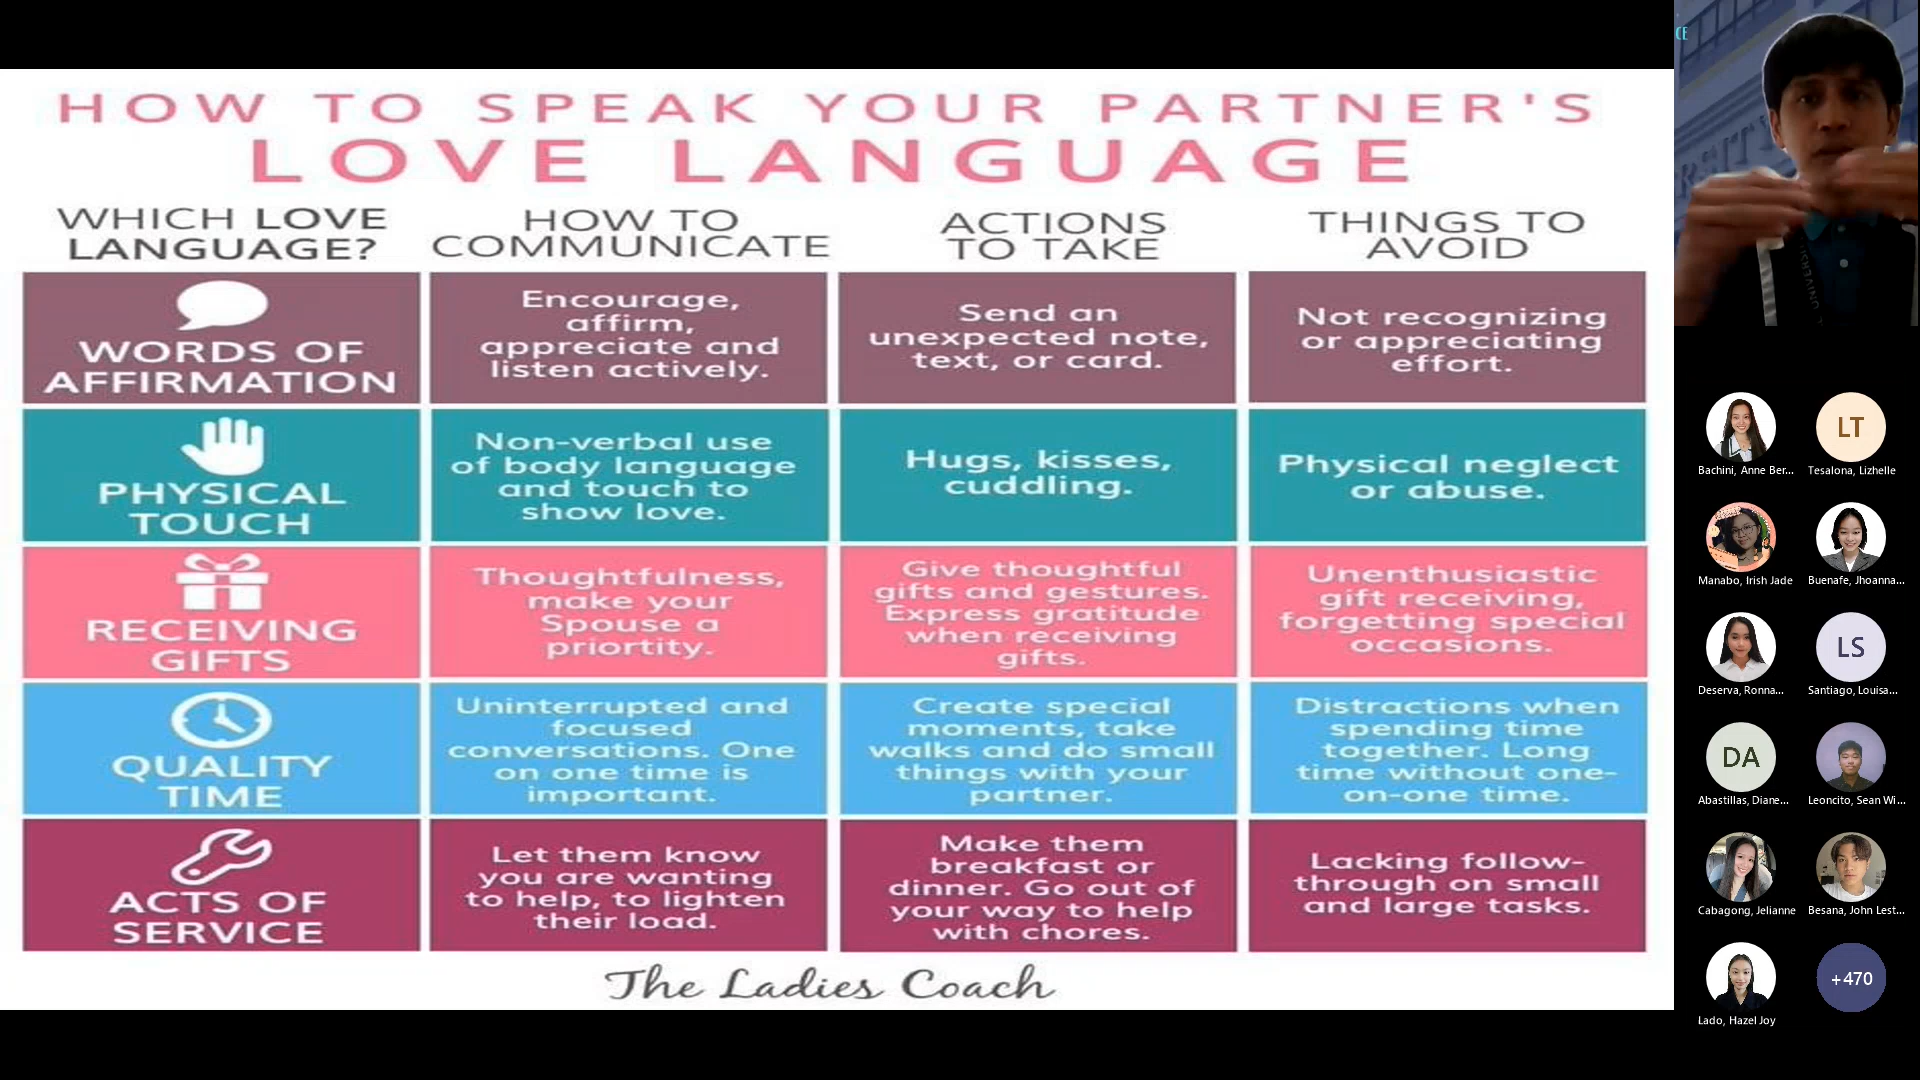 HOW TO SPEAK YOUR PARTNER'S
LOVE LANGUAGE
WHICH LOVE
LANGUAGE?
HOW TO
COMMUNICATE
ACTIONS
TO TAKE
THINGS TO
AVOID
WORDS OF
AFFIRMATION
Encourage,
affirm,
appreciate and
listen actively.
Send an
unexpected note,
text, or card.
Not recognizing
or appreciating
effort.
PHYSICAL
TOUCH
Non-verbal use
of body language
and touch to
show love.
Hugs, kisses,
cuddling.
Physical neglect
or abuse.
RECEIVING
GIFTS
Thoughtfulness,
make your
Spouse a
priortity.
Give thoughtful
gifts and gestures.
Express gratitude
when receiving
gifts.
Unenthusiastic
gift receiving,
forgetting special
occasions.
QUALITY
TIME
Uninterrupted and
focused
conversations. One
on one time is
important.
Create special
moments, take
walks and do small
things with your
partner.
Distractions when
spending time
together. Long
time without one-
on-one time.
ACTS OF
SERVICE
Let them know
you are wanting
to help, to lighten
their load.
Make them
breakfast or
dinner. Go out of
your way to help
with chores.
Lacking follow-
through on small
and large tasks.
The Ladies Coach
CE
Bachini, Anne Ber...
LT
Tesalona, Lizhelle
Manabo, Irish Jade
Buenafe, Jhoanna...
Deserva, Ronna...
LS
Santiago, Louisa...
DA
Abastillas, Diane...
Leoncito, Sean Wi...
Cabagong, Jelianne
Besana, John Lest...
Lado, Hazel Joy
+470